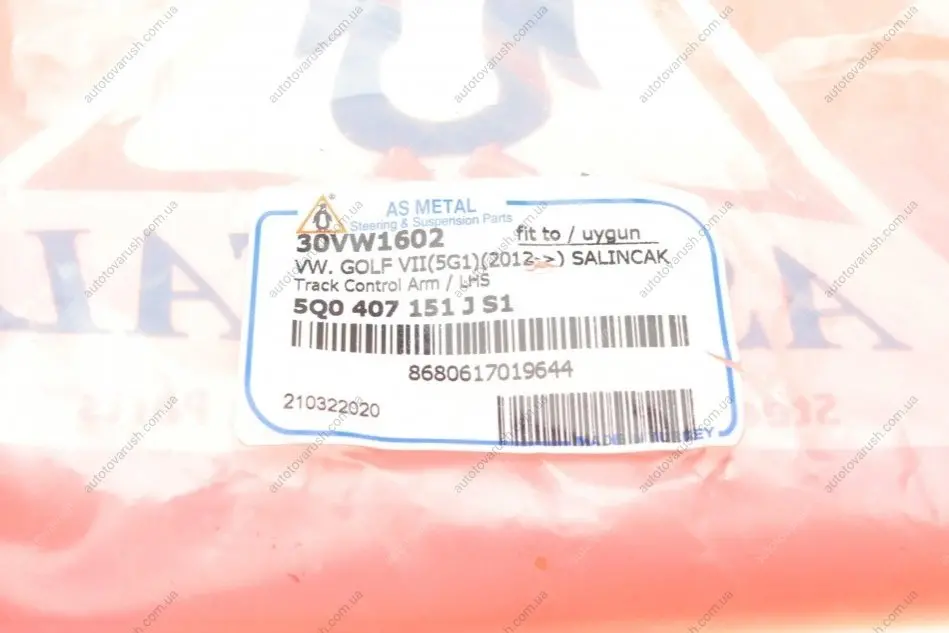 AS METAL
Steering & Suspension Parts
30VW1602 fit to / uygun
VW. GOLF VII(5G1)(2012->) SALINCAK
Track Control Arm / LHS
5Q0 407 151 J S1
8680617019644
210322020
MADE IN TURKEY
autotovarush.com.ua